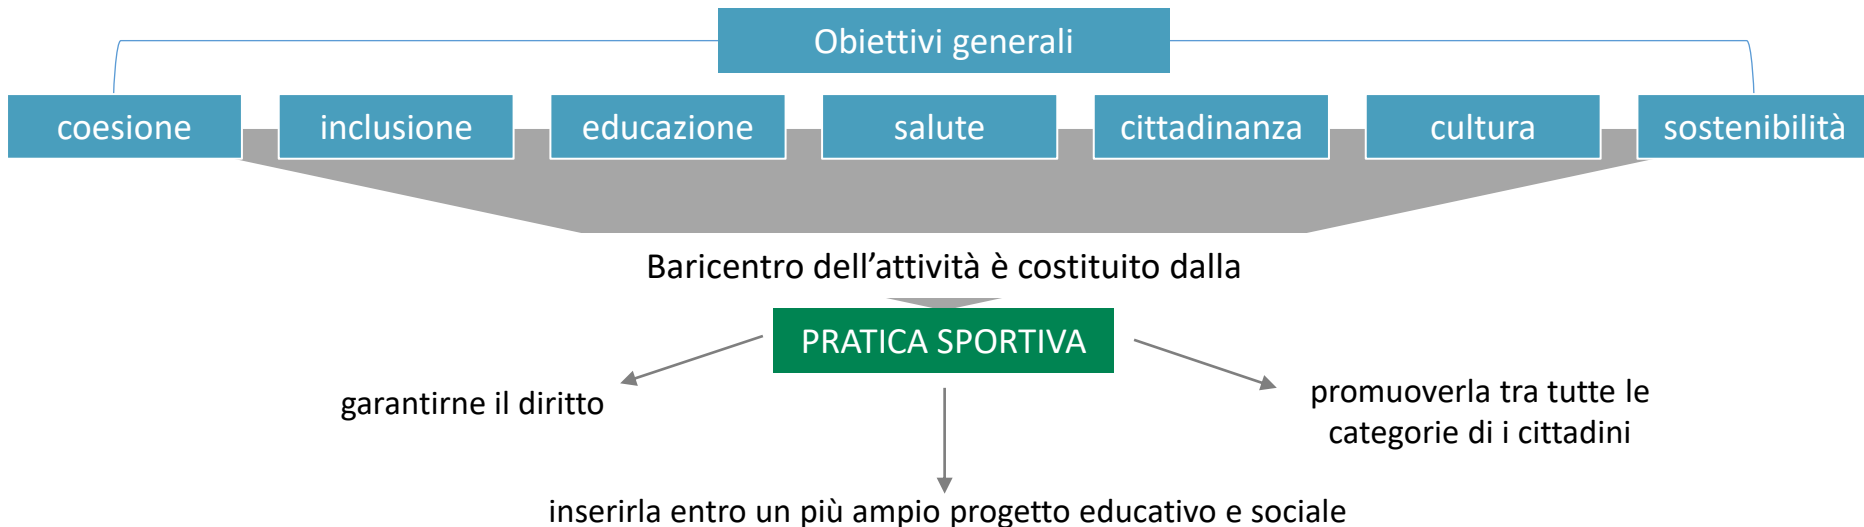 Obiettivi generali
coesione
inclusione
educazione
salute
cittadinanza
cultura
sostenibilità
Baricentro dell’attività è costituito dalla
PRATICA SPORTIVA
garantirne il diritto
promuoverla tra tutte le
categorie di i cittadini
inserirla entro un più ampio progetto educativo e sociale